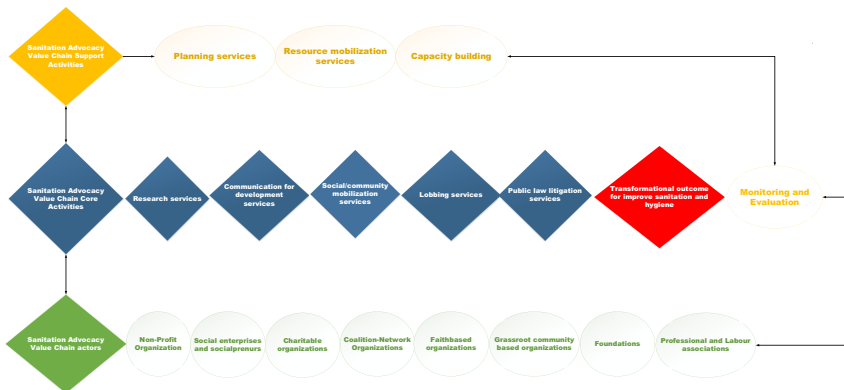 Sanitation Advocacy
Value Chain Support
Activities
Planning services
Resource mobilization
services
Capacity building
Sanitation Advocacy
Value Chain Core
Activities
Research services
Communication for
development
services
Social/community
mobilization
services
Lobbing services
Public law litigation
services
Transformational outcome
for improve sanitation and
hygiene
Monitoring and
Evaluation
Sanitation Advocacy
Value Chain actors
Non-Profit
Organization
Social enterprises
and socialprenurs
Charitable
organizations
Coalition-Network
Organizations
Faithbased
organizations
Grassroot community
based organizations
Foundations
Professional and Labour
associations